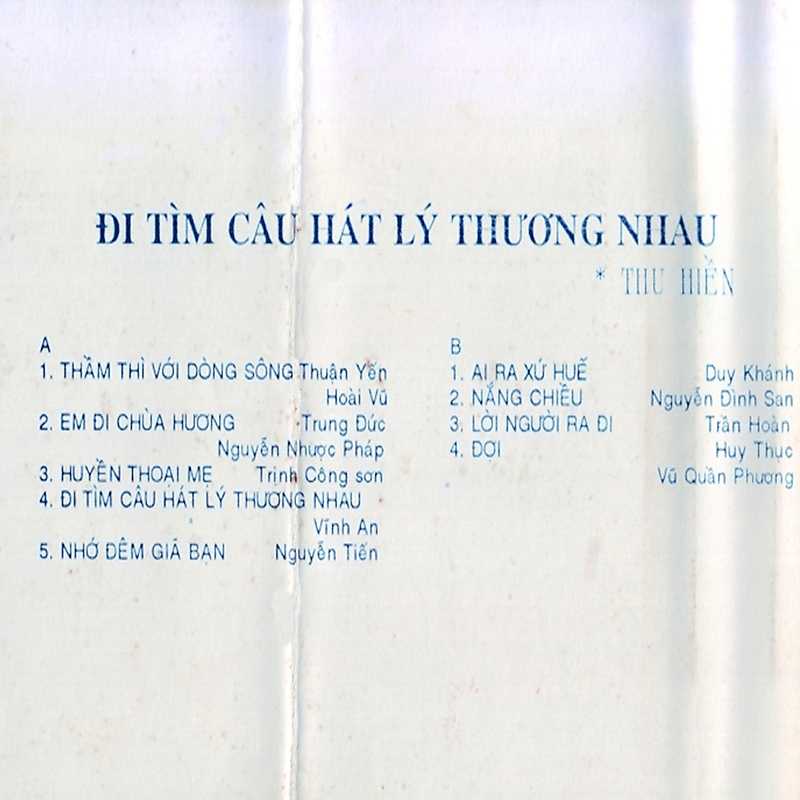 ĐI TÌM CÂU HÁT LÝ THƯƠNG NHAU
* THU HIỀN
A
1. THẦM THÌ VỚI DÒNG SÔNG Thuận Yến
Hoài Vũ
2. EM ĐI CHÙA HƯƠNG Trung Đức
Nguyễn Nhược Pháp
3. HUYỀN THOẠI MẸ Trịnh Công sơn
4. ĐI TÌM CÂU HÁT LÝ THƯƠNG NHAU
Vĩnh An
5. NHỚ ĐÊM GIÃ BẠN Nguyễn Tiến
B
1. AI RA XỨ HUẾ Duy Khánh
2. NẮNG CHIỀU Nguyễn Đình San
3. LỜI NGƯỜI RA ĐI Trần Hoàn
4. ĐỢI Huy Thục
Vũ Quần Phương